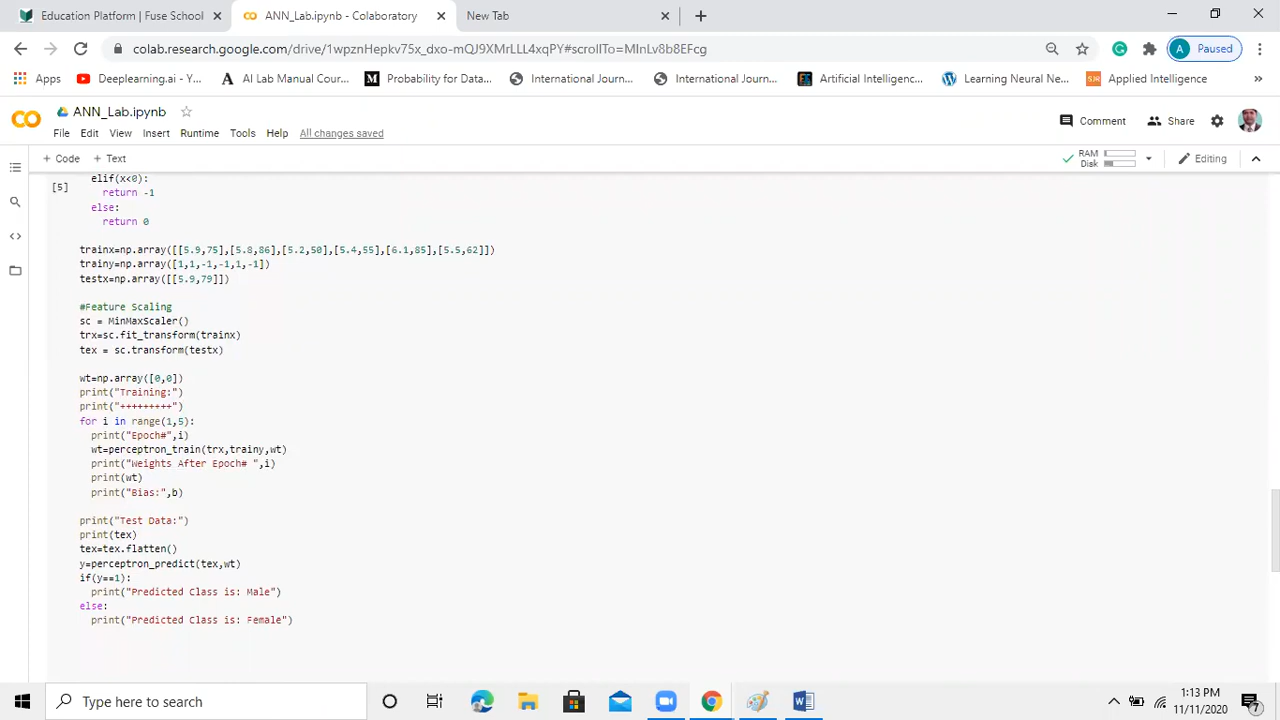 Education Platform | Fuse School
ANN_Lab.ipynb - Colaboratory
New Tab
colab.research.google.com/drive/1wpznHepkv75x_dxo-mQJ9XMrLLL4xqPY#scrollTo=MInLv8b8EFcg
A Paused
Apps
Deeplearning.ai - Y...
AI Lab Manual Cour...
Probability for Data...
International Journ...
International Journ...
Artificial Intelligenc...
Learning Neural Ne...
Applied Intelligence
»
ANN_Lab.ipynb
Comment
Share
File Edit View Insert Runtime Tools Help All changes saved
+ Code + Text
RAM
Disk
Editing
[5]
elif(x<0):
return -1
else:
return 0
trainx=np.array([[5.9,75],[5.8,86],[5.2,50],[5.4,55],[6.1,85],[5.5,62]])
trainy=np.array([1,1,-1,-1,1,-1])
testx=np.array([[5.9,79]])
#Feature Scaling
sc = MinMaxScaler()
trx=sc.fit_transform(trainx)
tex = sc.transform(testx)
wt=np.array([0,0])
print("Training:")
print("+++++++++")
for i in range(1,5):
print("Epoch#",i)
wt=perceptron_train(trx,trainy,wt)
print("Weights After Epoch# ",i)
print(wt)
print("Bias:",b)
print("Test Data:")
print(tex)
tex=tex.flatten()
y=perceptron_predict(tex,wt)
if(y==1):
print("Predicted Class is: Male")
else:
print("Predicted Class is: Female")
Type here to search
1:13 PM
11/11/2020
7